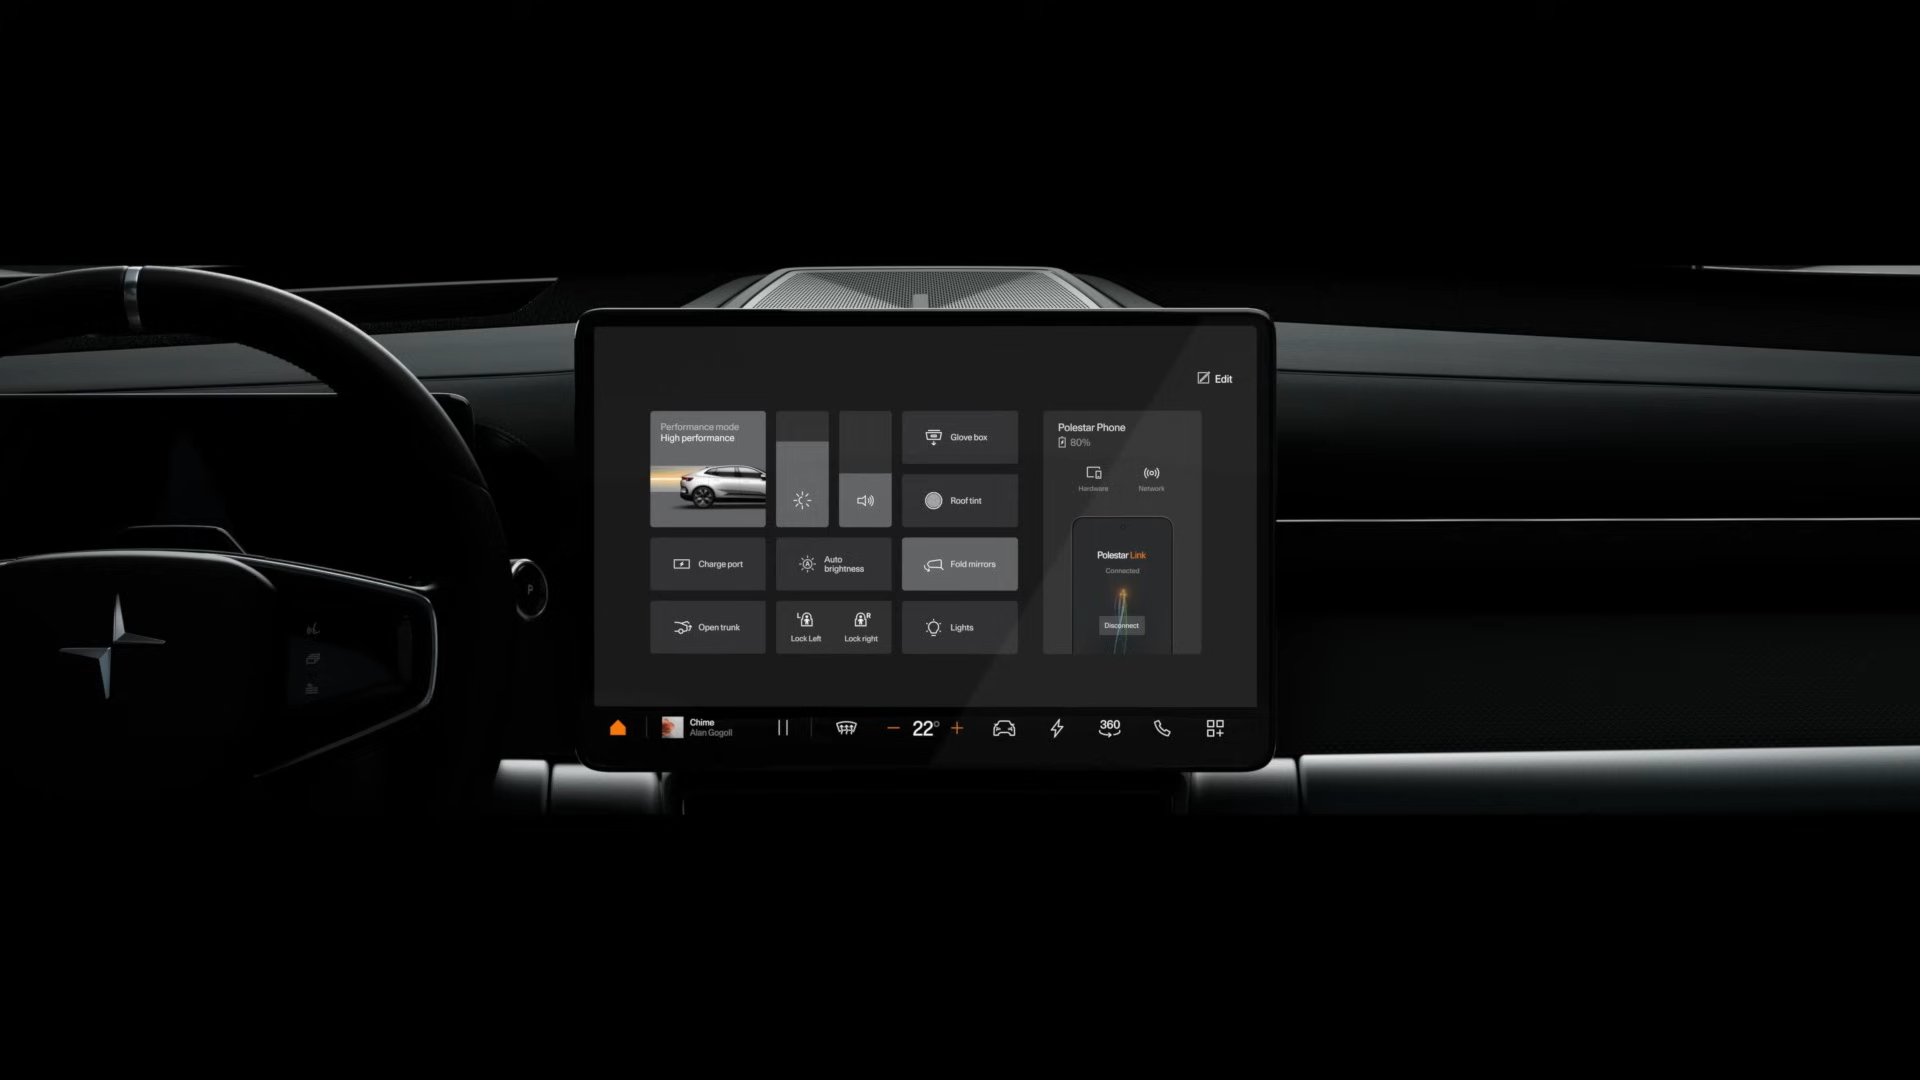 Edit
Performance mode
High performance
Glove box
Roof tint
Charge port
Auto
brightness
Fold mirrors
Open trunk
L
Lock Left
R
Lock right
Lights
Polestar Phone
80%
Hardware
Network
Polestar Link
Connected
Disconnect
P
Chime
Alan Gogoll
22°
360